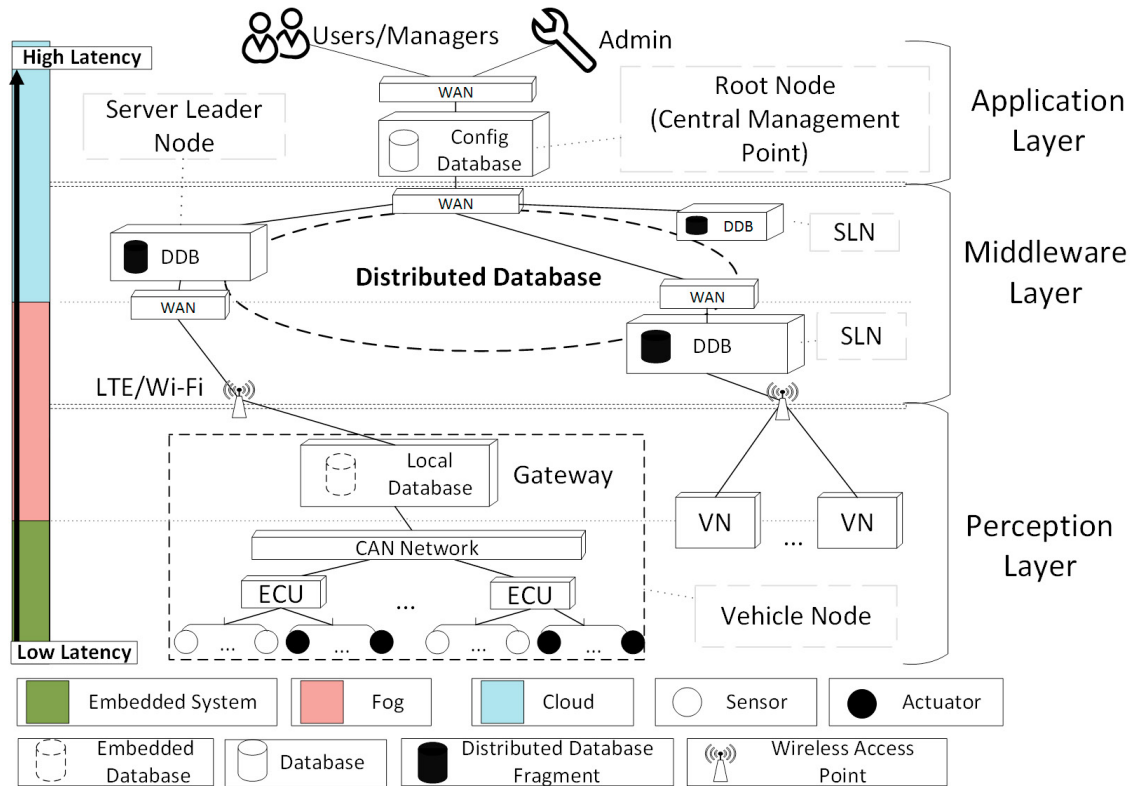 Users/Managers
Admin
High Latency
WAN
Server Leader
Node
Config
Database
Root Node
(Central Management
Point)
Application
Layer
WAN
DDB
DDB
SLN
Distributed Database
Middleware
Layer
WAN
WAN
DDB
SLN
LTE/Wi-Fi
Local
Database
Gateway
VN
...
VN
CAN Network
Perception
Layer
ECU
...
ECU
Vehicle Node
...
...
...
...
Low Latency
Embedded System
Fog
Cloud
Sensor
Actuator
Embedded
Database
Database
Distributed Database
Fragment
Wireless Access
Point